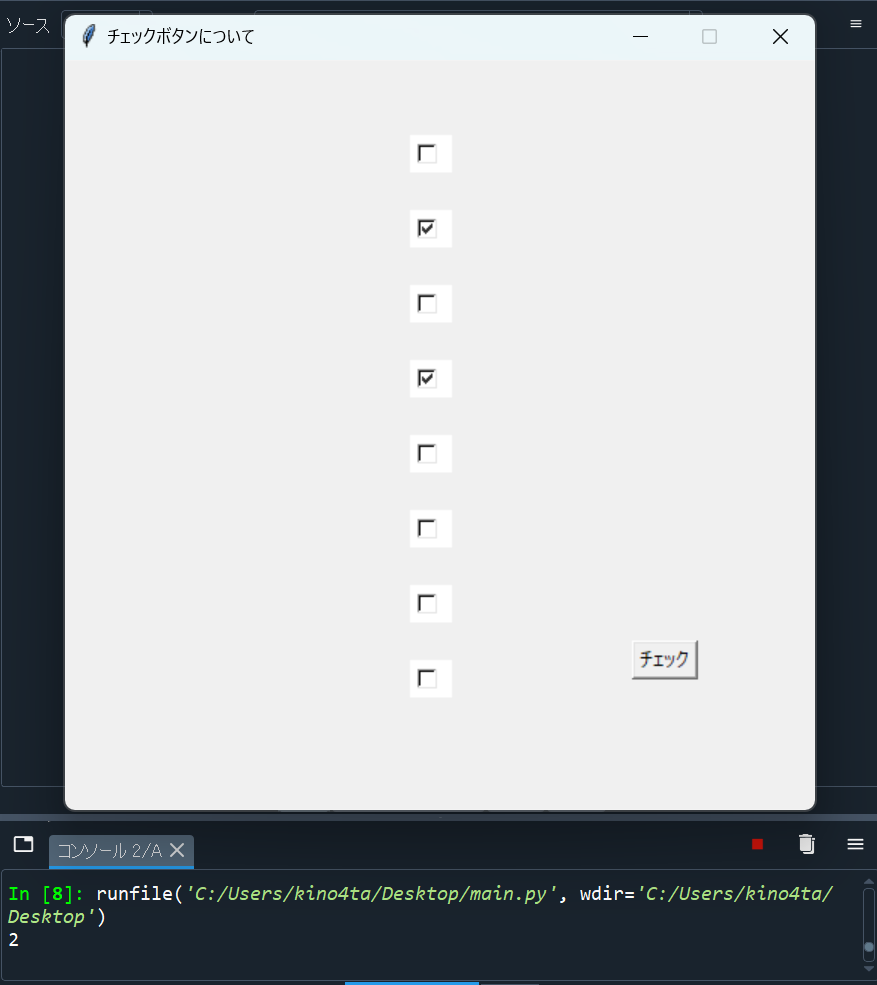 ソース
チェックボタンについて
チェック
コンソール 2/A
In [8]: runfile('C:/Users/kino4ta/Desktop/main.py', wdir='C:/Users/kino4ta/
Desktop')
2